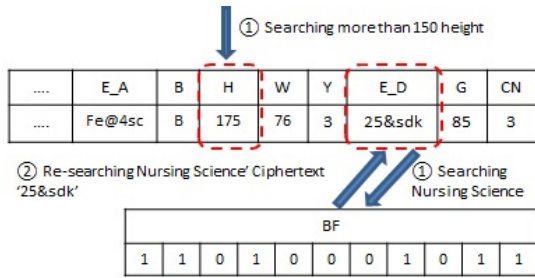 ① Searching more than 150 height
.... E_A B H W Y E_D G CN
.... Fe@4sc B 175 76 3 25&sdk 85 3
② Re-searching Nursing Science' Ciphertext
'25&sdk'
① Searching
Nursing Science
BF
1 1 0 1 0 0 0 1 0 1 1